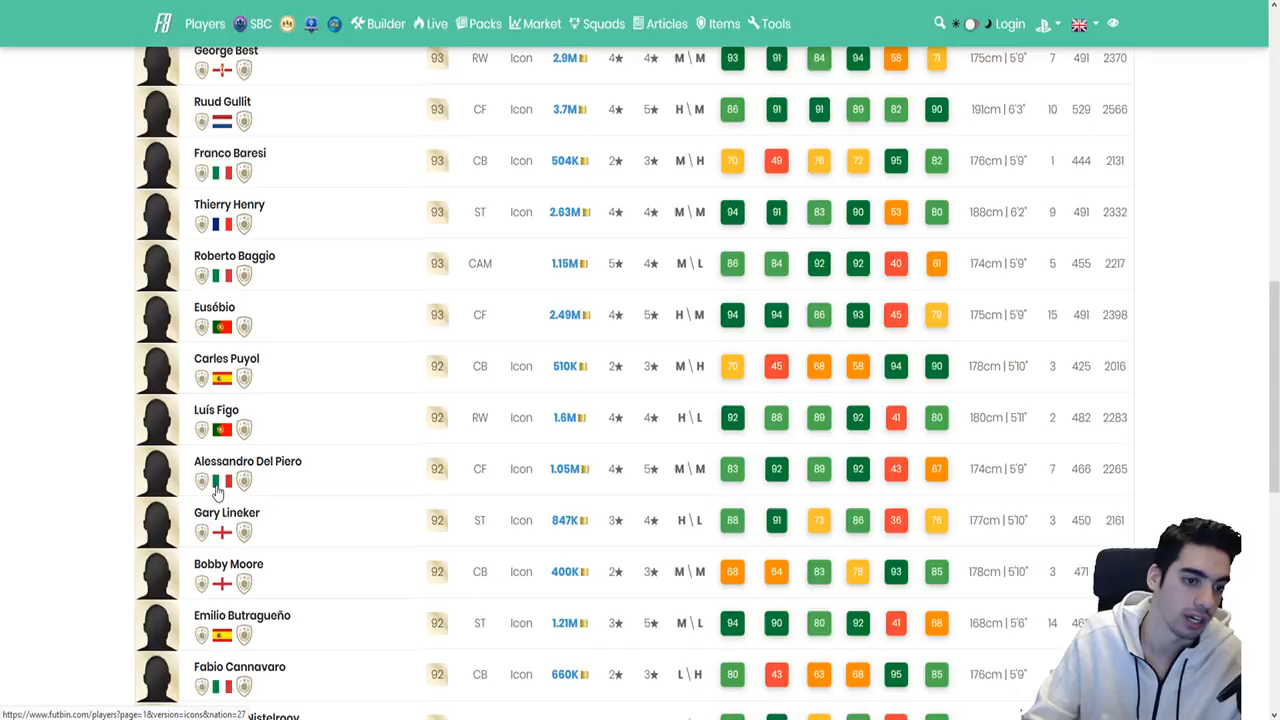 F8 Players SBC Builder Live Packs Market Squads Articles Items Tools Login
George Best 93 RW Icon 2.9M 4★ 4★ M \ M 93 91 84 94 58 71 175cm | 5'9" 7 491 2370
Ruud Gullit 93 CF Icon 3.7M 4★ 5★ H \ M 86 91 91 89 82 90 191cm | 6'3" 10 529 2566
Franco Baresi 93 CB Icon 504K 2★ 3★ M \ H 70 49 76 72 95 82 176cm | 5'9" 1 444 2131
Thierry Henry 93 ST Icon 2.63M 4★ 4★ M \ M 94 91 83 90 53 80 188cm | 6'2" 9 491 2332
Roberto Baggio 93 CAM 1.15M 5★ 4★ M \ L 86 84 92 92 40 61 174cm | 5'9" 5 455 2217
Eusébio 93 CF Icon 2.49M 4★ 5★ H \ M 94 94 86 93 45 79 175cm | 5'9" 15 491 2398
Carles Puyol 92 CB Icon 510K 2★ 3★ M \ H 70 45 68 58 94 90 178cm | 5'10" 3 425 2016
Luís Figo 92 RW Icon 1.6M 4★ 4★ H \ L 92 88 89 92 41 80 180cm | 5'11" 2 482 2283
Alessandro Del Piero 92 CF Icon 1.05M 4★ 5★ M \ M 83 92 89 92 43 67 174cm | 5'9" 7 466 2265
Gary Lineker 92 ST Icon 847K 3★ 4★ H \ L 88 91 73 86 36 76 177cm | 5'10" 3 450 2161
Bobby Moore 92 CB Icon 400K 2★ 3★ M \ M 68 64 83 78 93 85 178cm | 5'10" 3 471
Emilio Butragueño 92 ST Icon 1.21M 3★ 5★ M \ L 94 90 80 92 41 68 168cm | 5'6" 14
Fabio Cannavaro 92 CB Icon 660K 2★ 3★ L \ H 80 43 63 68 95 85 176cm | 5'9"
https://www.futbin.com/players?page=1&version=icons&nation=27 Nistelrooy